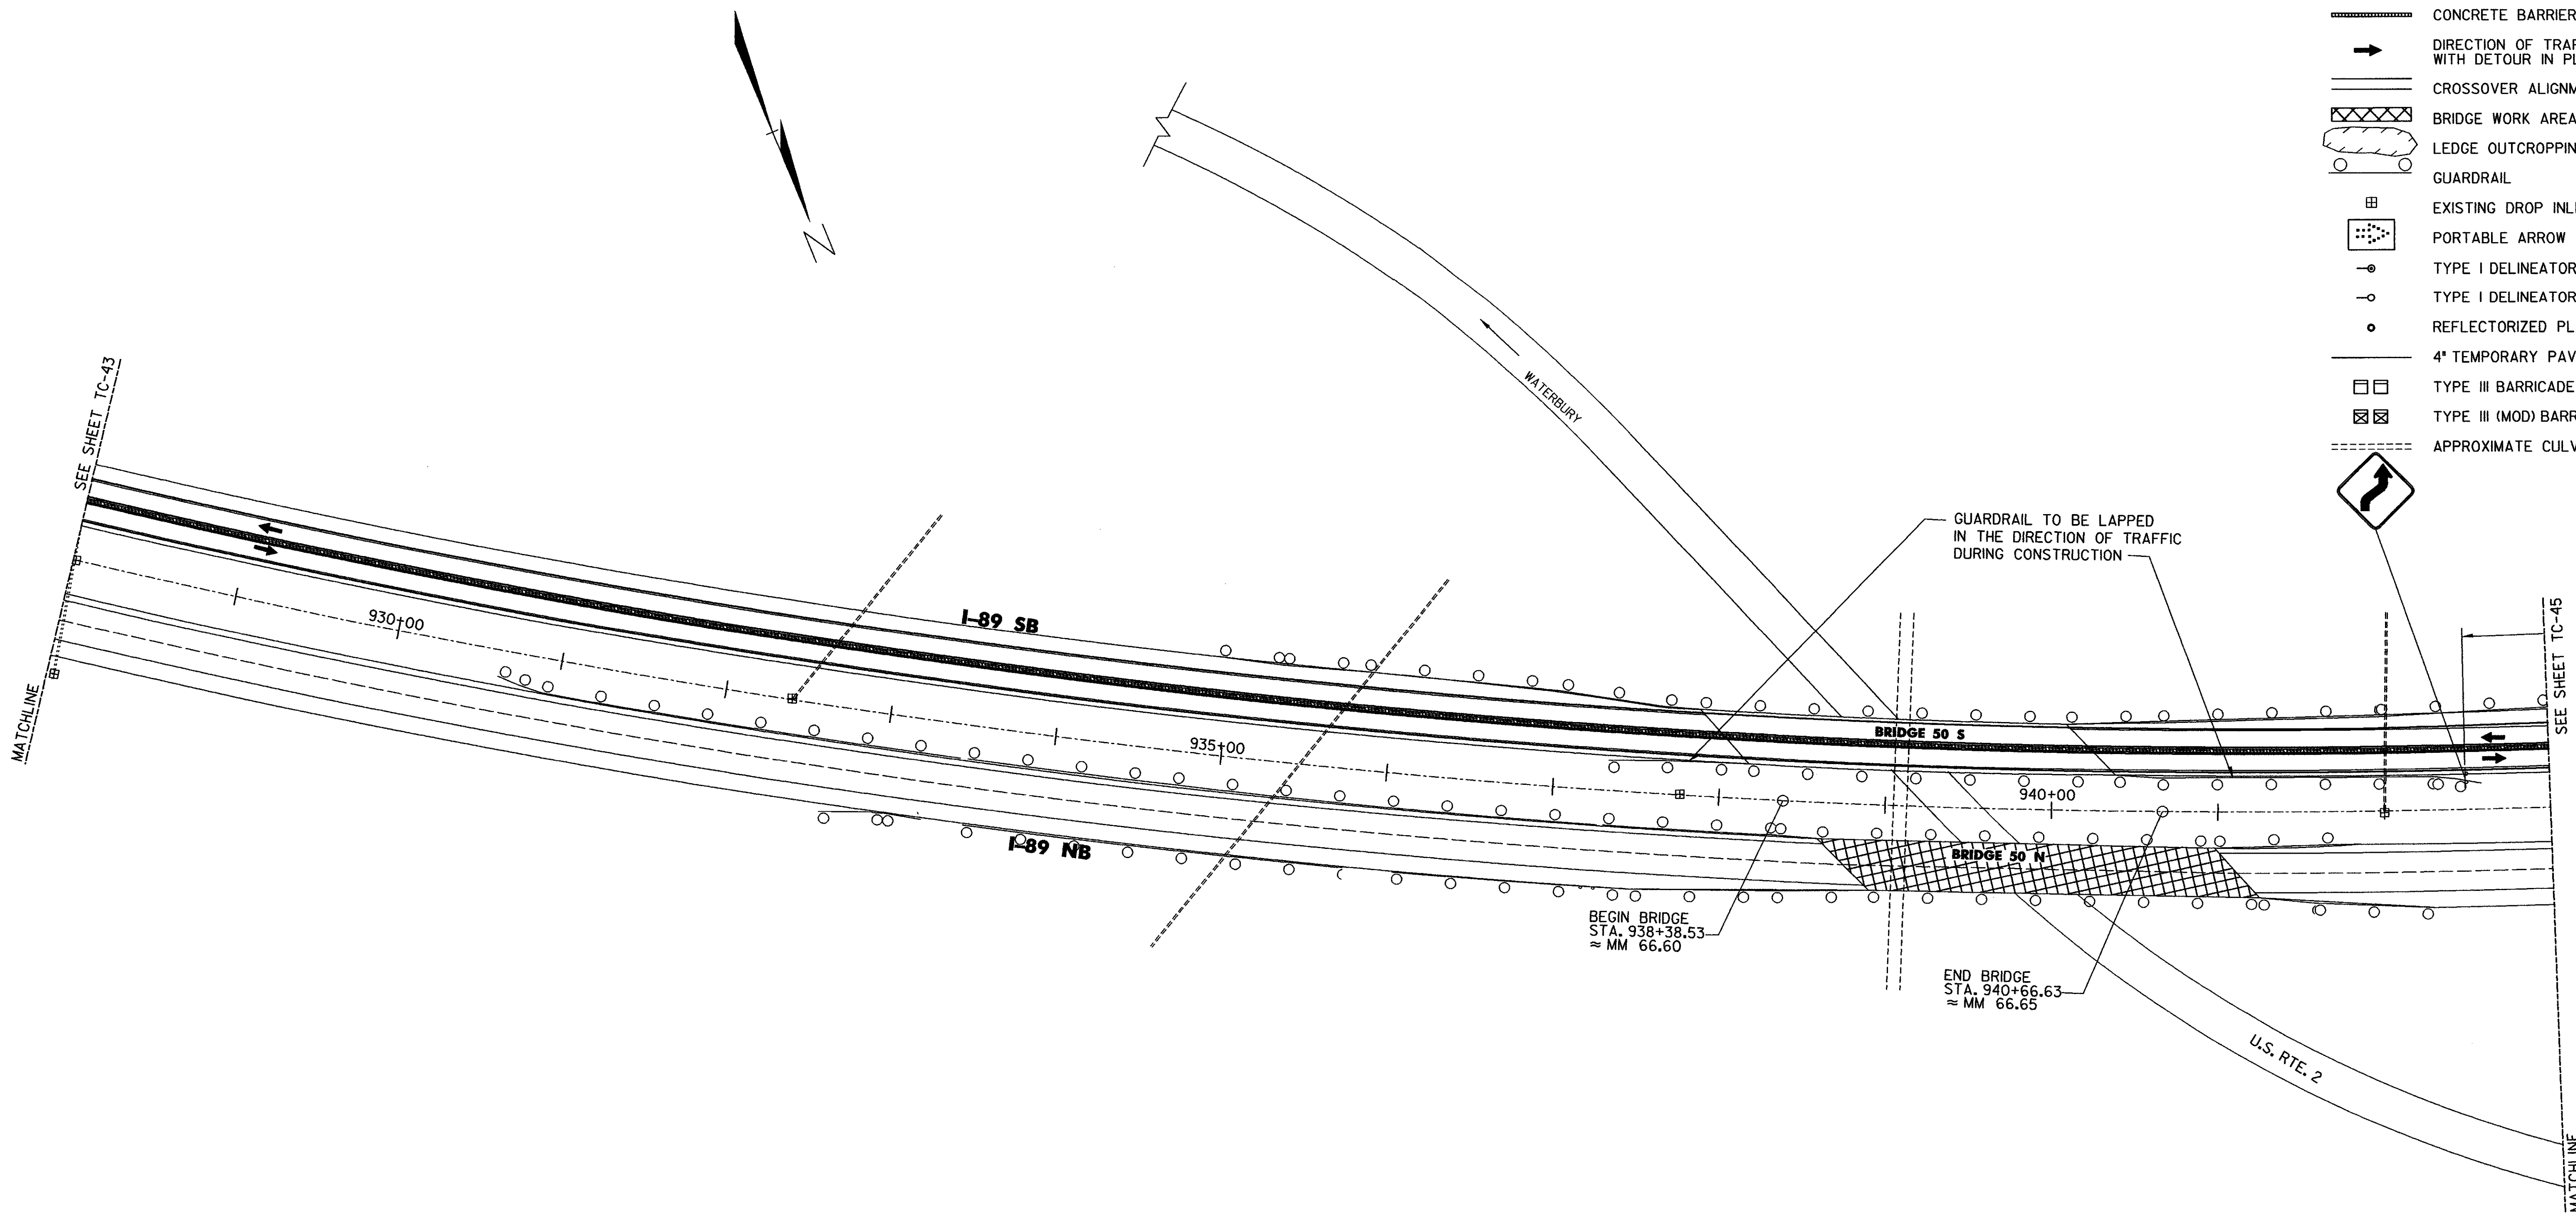 CONCRETE BARRIER
DIRECTION OF TRAF
WITH DETOUR IN PL
CROSSOVER ALIGNM
BRIDGE WORK AREA
LEDGE OUTCROPPIN
GUARDRAIL
EXISTING DROP INL
PORTABLE ARROW
TYPE I DELINEATOR
TYPE I DELINEATOR
REFLECTORIZED PL
4" TEMPORARY PAV
TYPE III BARRICADE
TYPE III (MOD) BARR
APPROXIMATE CULV
N
WATERBURY
SEE SHEET TC-43
MATCHLINE
GUARDRAIL TO BE LAPPED
IN THE DIRECTION OF TRAFFIC
DURING CONSTRUCTION
930+00
I-89 SB
935+00
BRIDGE 50 S
940+00
I-89 NB
BRIDGE 50 N
BEGIN BRIDGE
STA. 938+38.53
≈ MM 66.60
END BRIDGE
STA. 940+66.63
≈ MM 66.65
U.S. RTE. 2
SEE SHEET TC-45
MATCHLINE